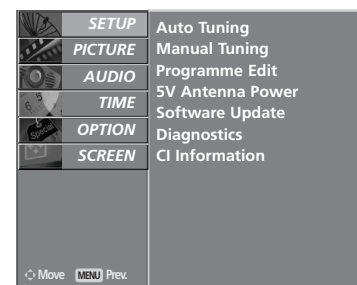 SETUP
PICTURE
AUDIO
TIME
OPTION
SCREEN
Auto Tuning
Manual Tuning
Programme Edit
5V Antenna Power
Software Update
Diagnostics
CI Information
Move MENU Prev.